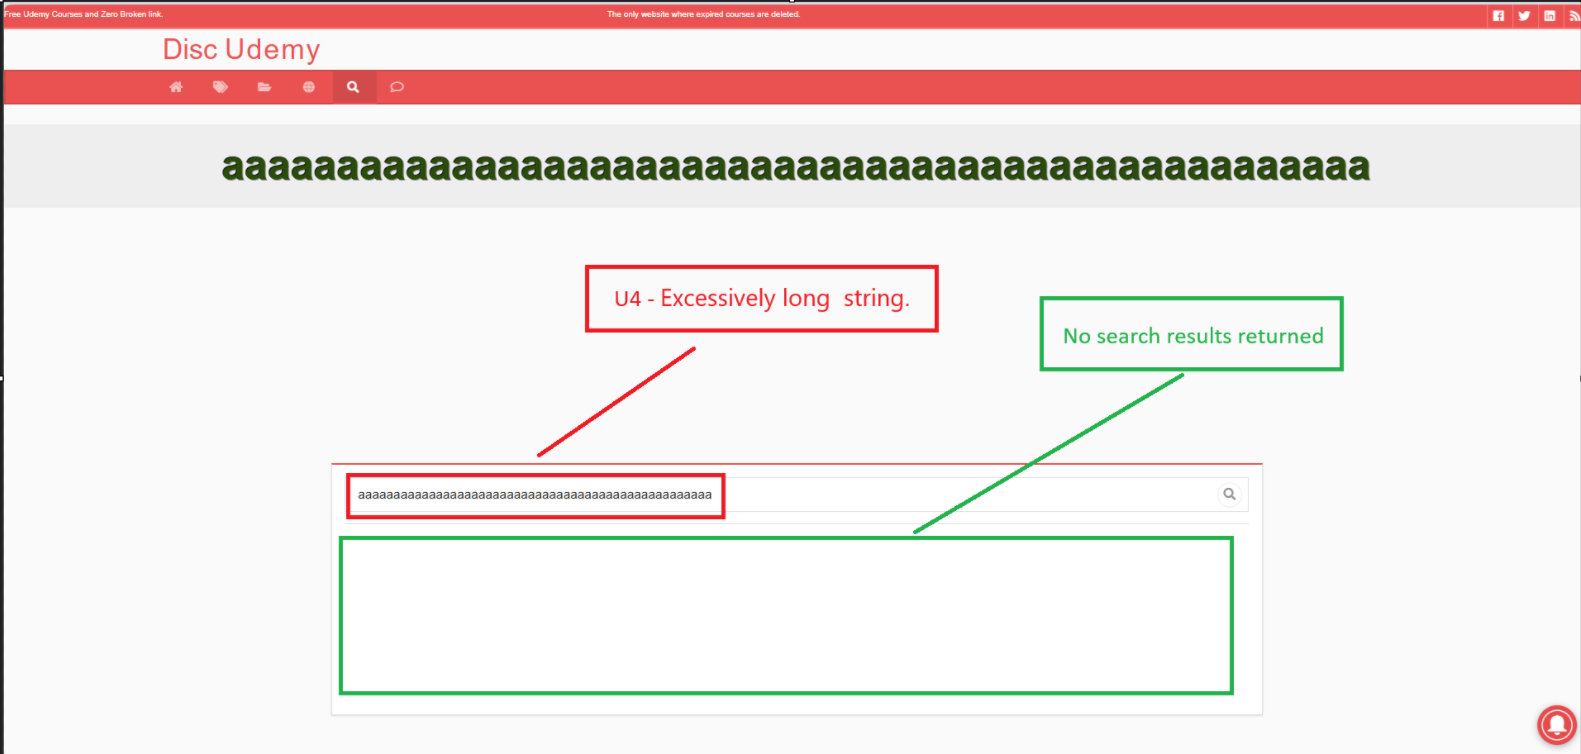 Free Udemy Courses and Zero Broken link.
The only website where expired courses are deleted.
Disc Udemy
aaaaaaaaaaaaaaaaaaaaaaaaaaaaaaaaaaaaaaaaaaaaaaaaaa
U4 - Excessively long string.
No search results returned
aaaaaaaaaaaaaaaaaaaaaaaaaaaaaaaaaaaaaaaaaaaaaaaaaa